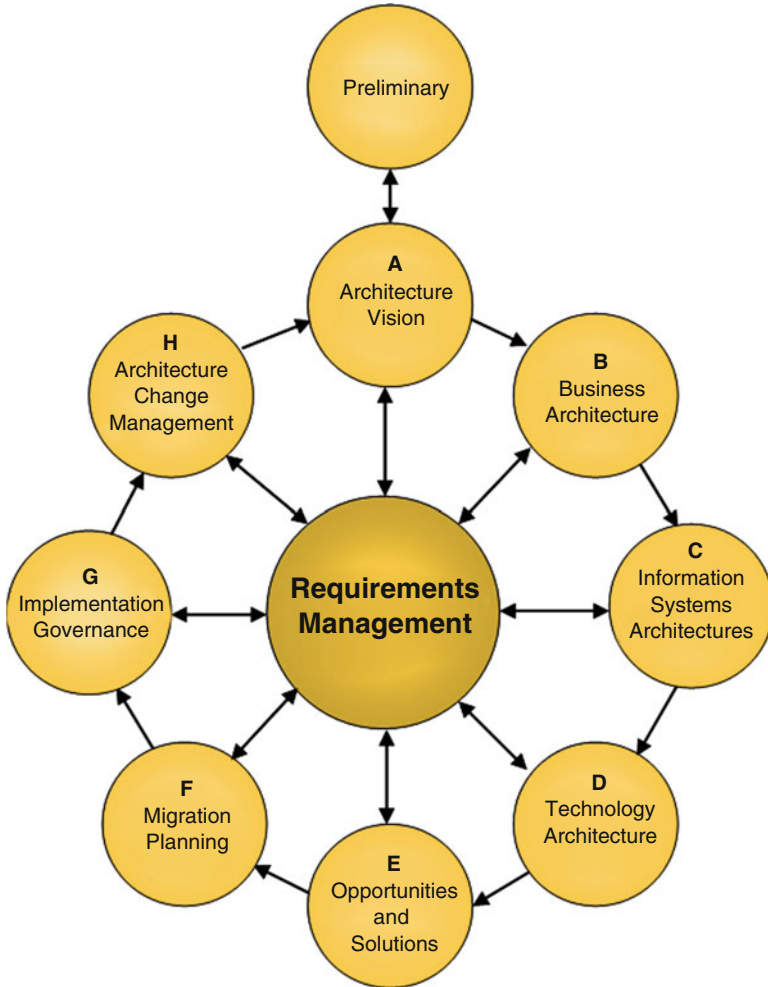 Preliminary
A
Architecture
Vision
B
Business
Architecture
C
Information
Systems
Architectures
D
Technology
Architecture
E
Opportunities
and
Solutions
F
Migration
Planning
G
Implementation
Governance
H
Architecture
Change
Management
Requirements
Management